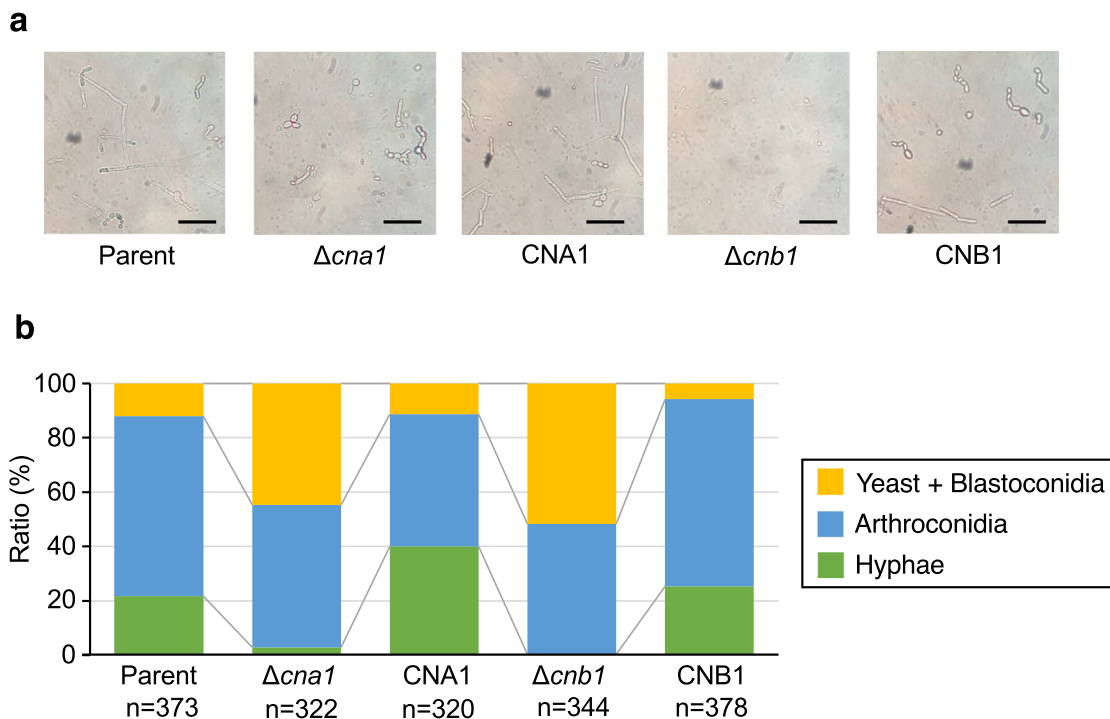 a
Parent
Δcna1
CNA1
Δcnb1
CNB1
b
Ratio (%)
100
80
60
40
20
0
Parent
Δcna1
CNA1
Δcnb1
CNB1
n=373
n=322
n=320
n=344
n=378
Yeast + Blastoconidia
Arthroconidia
Hyphae